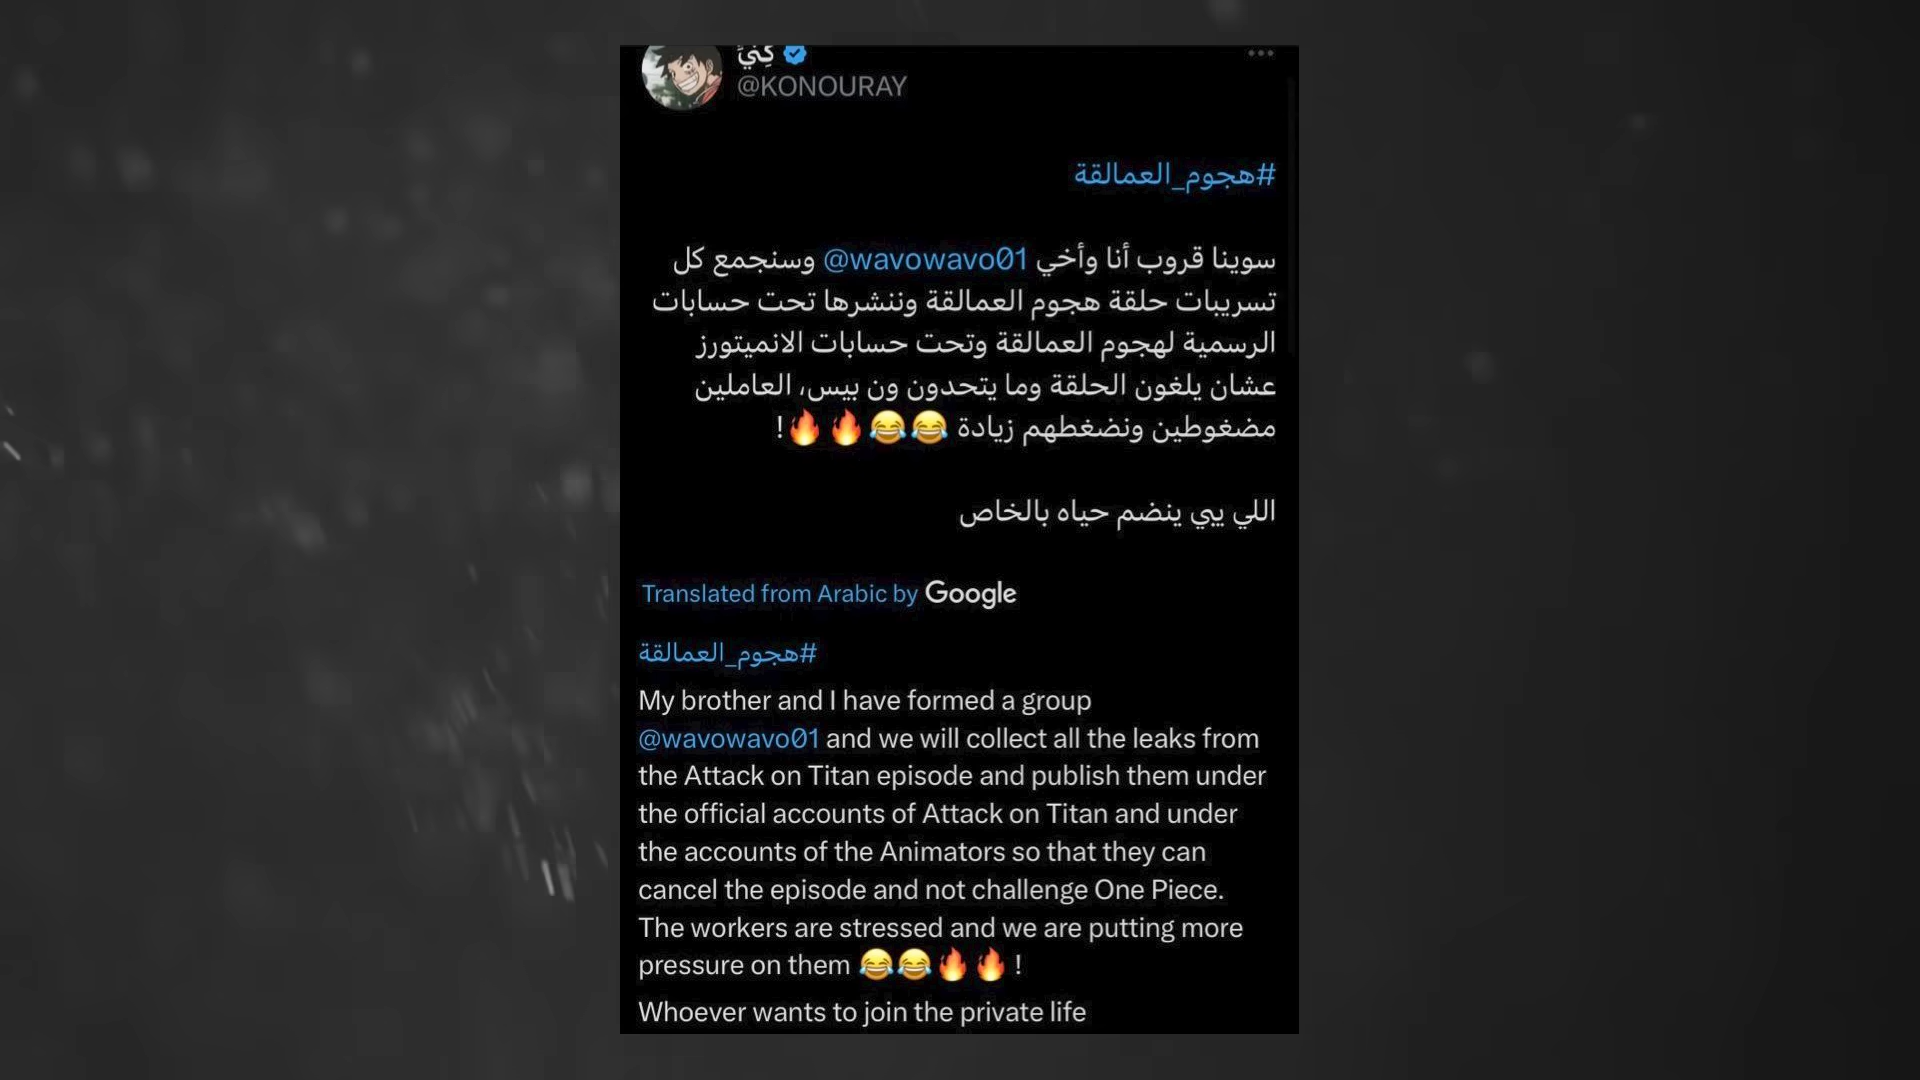 كِنيَّ
@KONOURAY
#هجوم_العمالقة
سوينا قروب أنا وأخي @wavowavo01 وسنجمع كل
تسريبات حلقة هجوم العمالقة وننشرها تحت حسابات
الرسمية لهجوم العمالقة وتحت حسابات الانميتورز
عشان يلغون الحلقة وما يتحدون ون بيس، العاملين
مضغوطين ونضغطهم زيادة 😂😂🔥🔥!
اللي يبي ينضم حياه بالخاص
Translated from Arabic by Google
#هجوم_العمالقة
My brother and I have formed a group
@wavowavo01 and we will collect all the leaks from
the Attack on Titan episode and publish them under
the official accounts of Attack on Titan and under
the accounts of the Animators so that they can
cancel the episode and not challenge One Piece.
The workers are stressed and we are putting more
pressure on them 😂😂🔥🔥 !
Whoever wants to join the private life